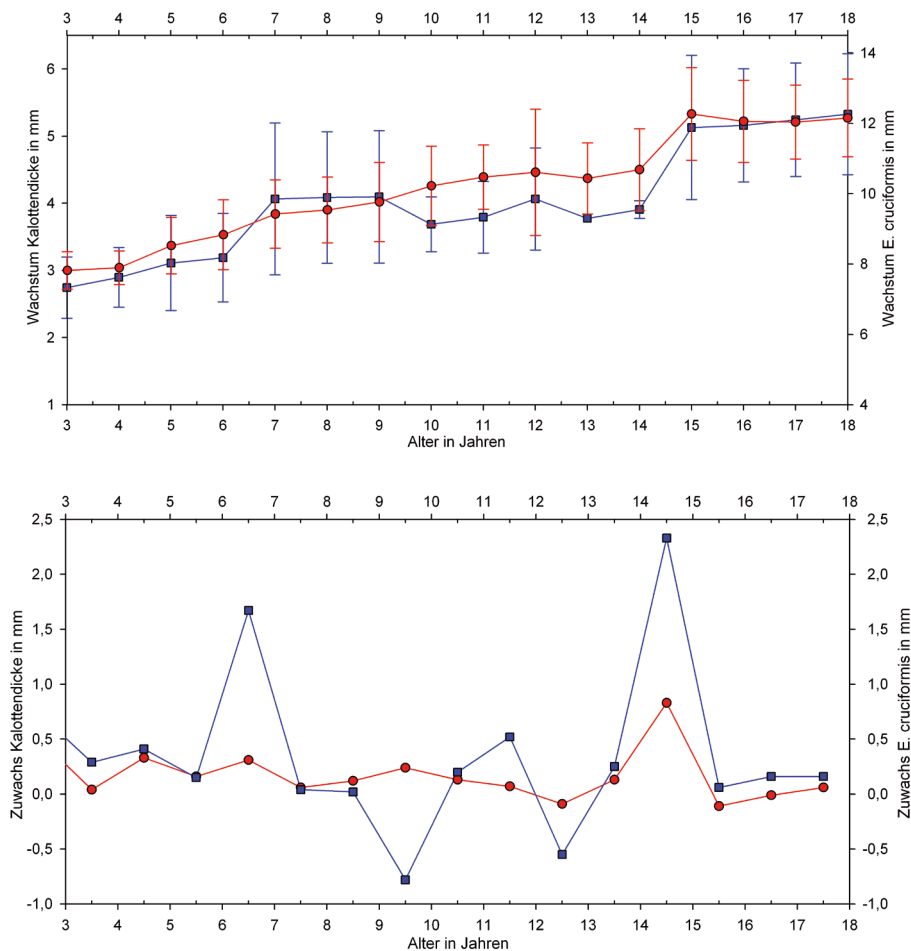 3 4 5 6 7 8 9 10 11 12 13 14 15 16 17 18
6
5
4
3
2
1
Wachstum Kalottendicke in mm
14
12
10
8
6
4
Wachstum E. cruciformis in mm
3 4 5 6 7 8 9 10 11 12 13 14 15 16 17 18
Alter in Jahren
3 4 5 6 7 8 9 10 11 12 13 14 15 16 17 18
2,5
2,0
1,5
1,0
0,5
0,0
-0,5
-1,0
Zuwachs Kalottendicke in mm
2,5
2,0
1,5
1,0
0,5
0,0
-0,5
-1,0
Zuwachs E. cruciformis in mm
3 4 5 6 7 8 9 10 11 12 13 14 15 16 17 18
Alter in Jahren